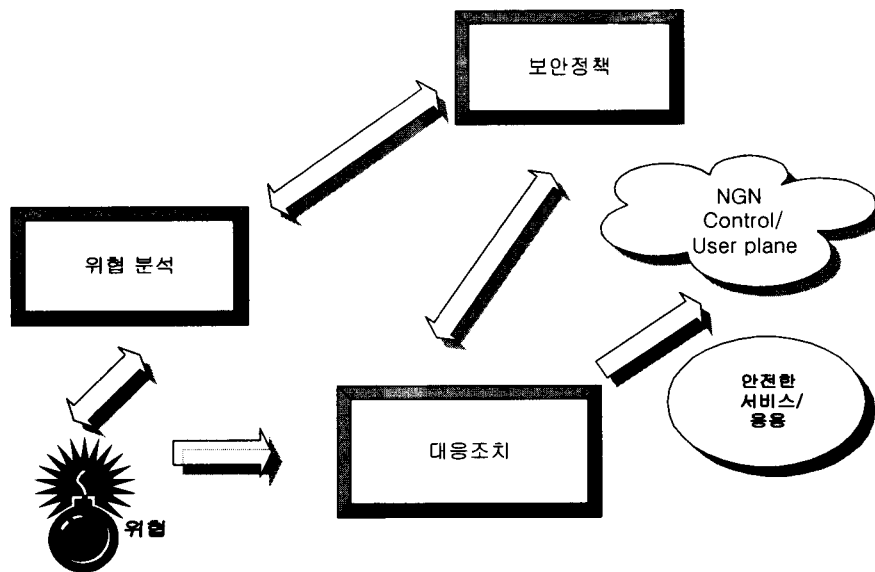 보안정책
NGN
Control/
User plane
위협 분석
안전한
서비스/
응용
대응조치
위협